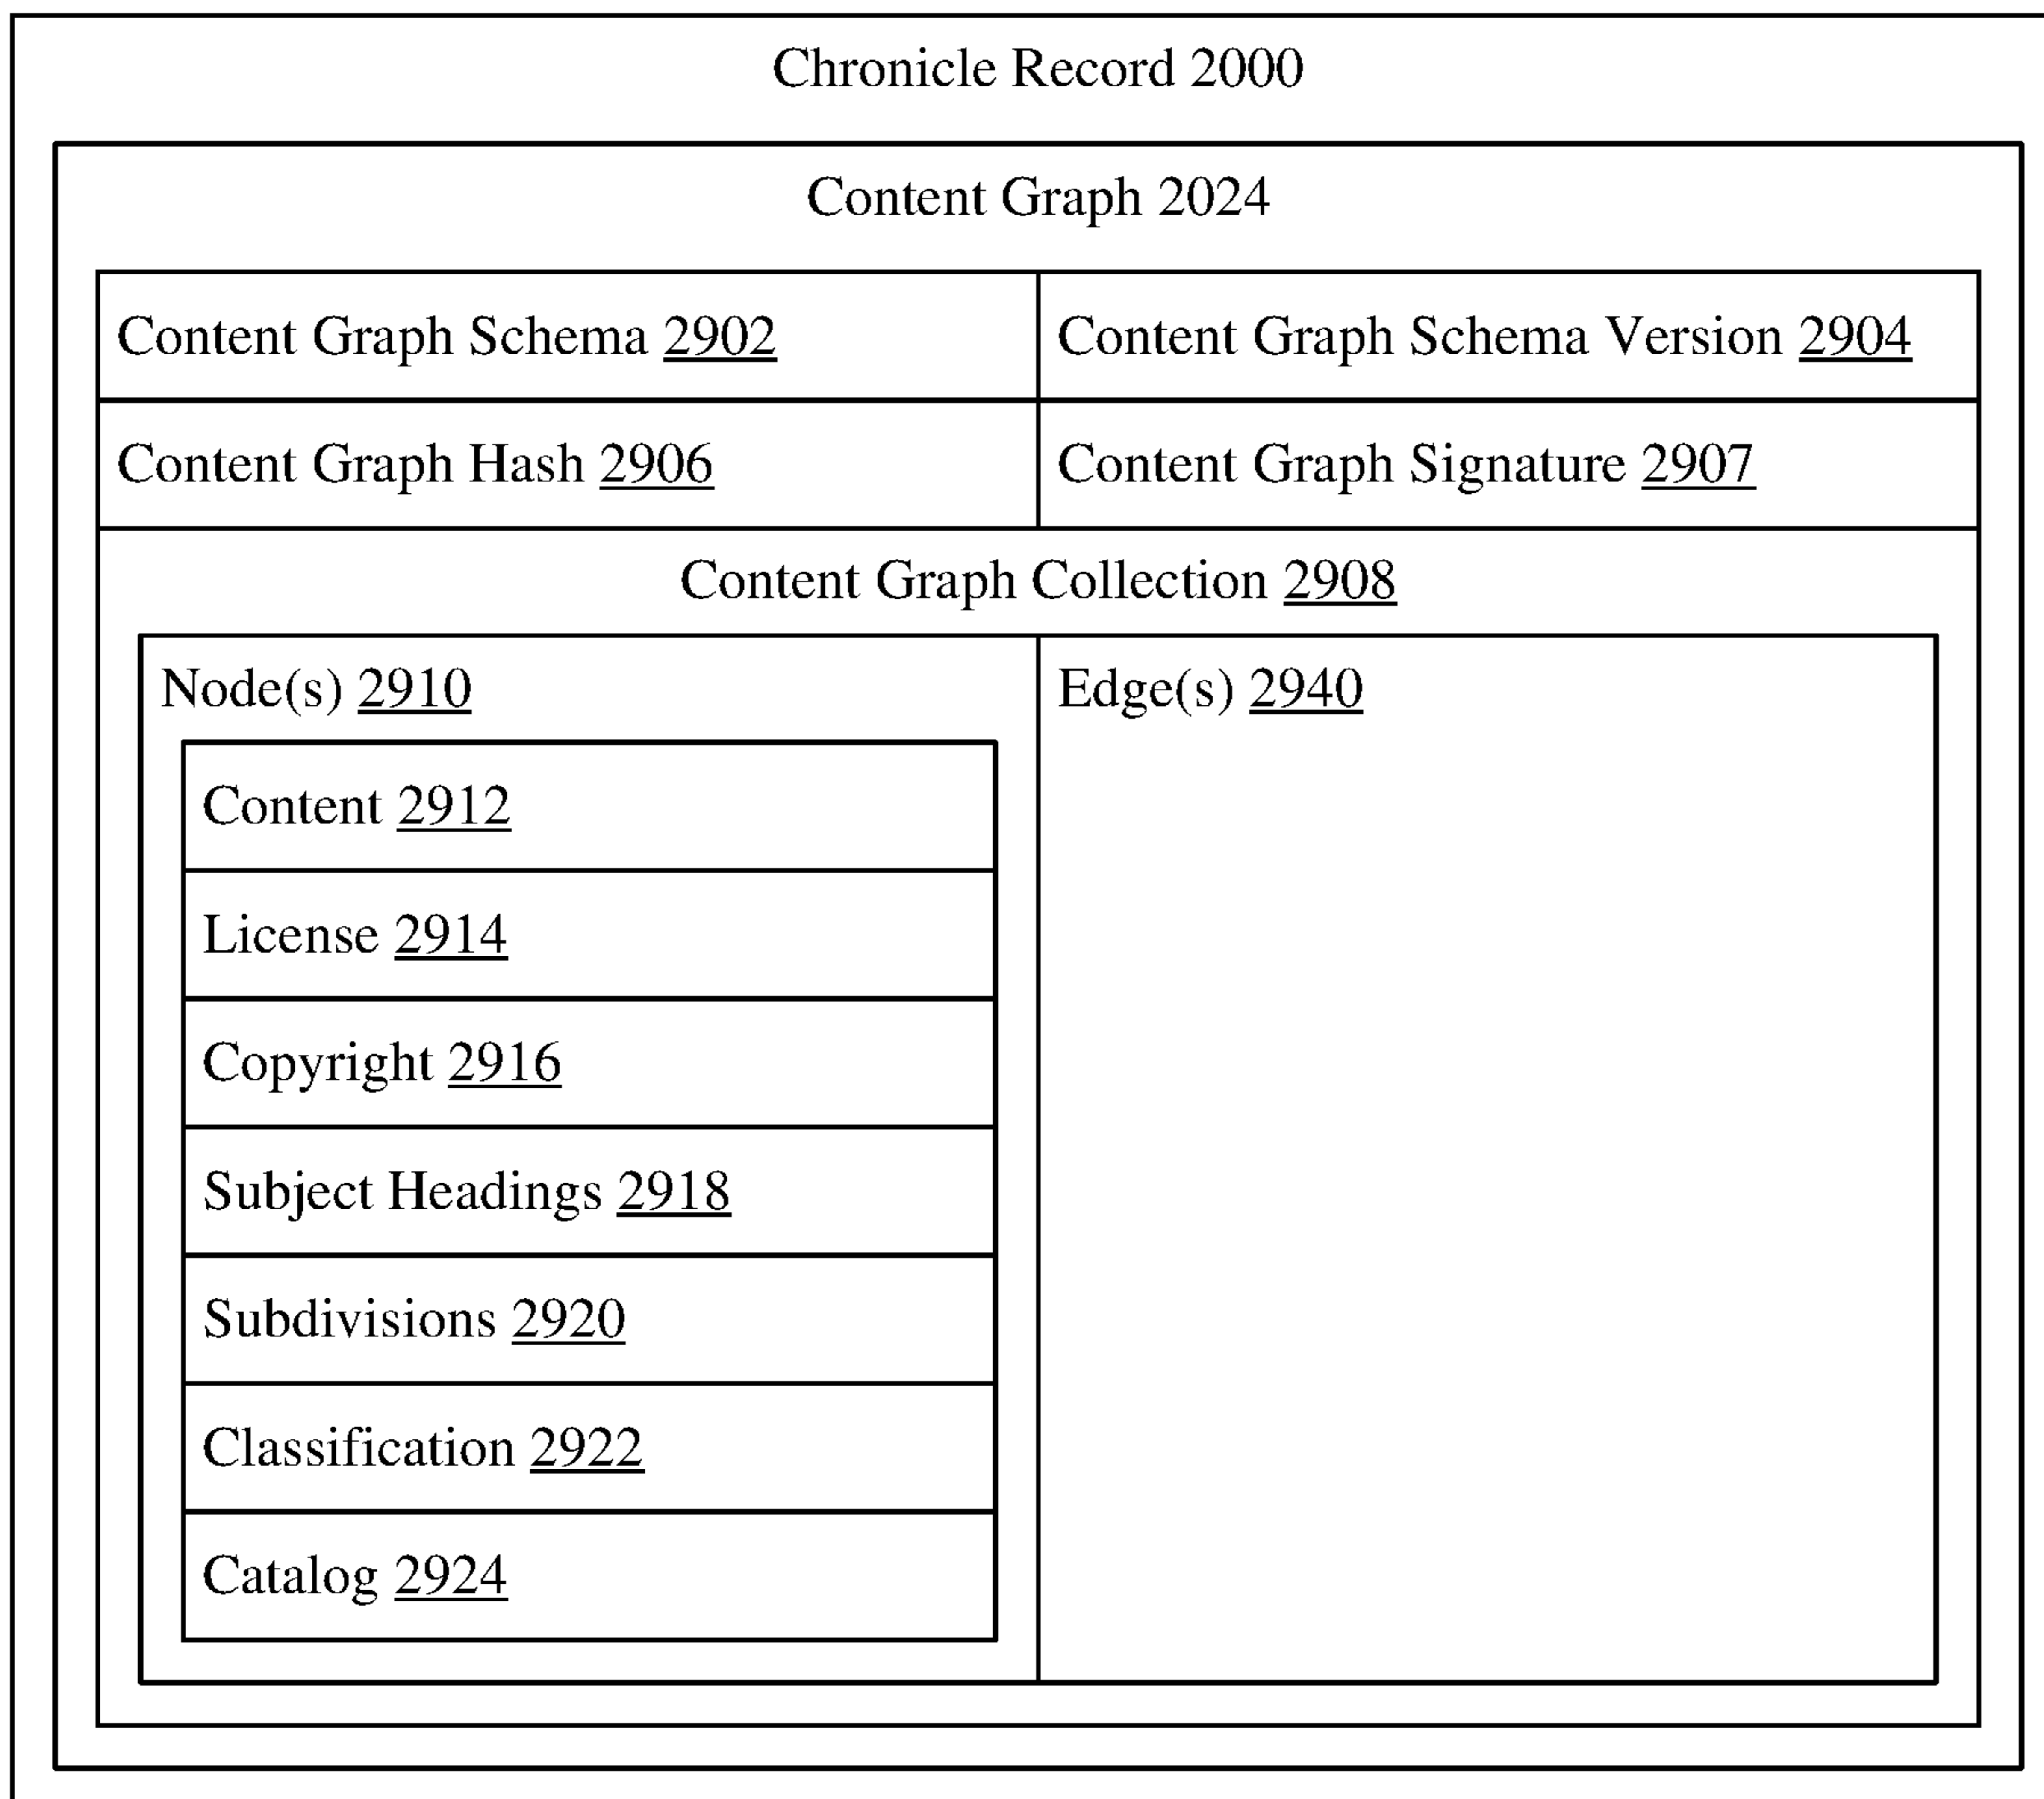 Chronicle Record 2000
Content Graph 2024
Content Graph Schema 2902
Content Graph Schema Version 2904
Content Graph Hash 2906
Content Graph Signature 2907
Content Graph Collection 2908
Node(s) 2910
Edge(s) 2940
Content 2912
License 2914
Copyright 2916
Subject Headings 2918
Subdivisions 2920
Classification 2922
Catalog 2924